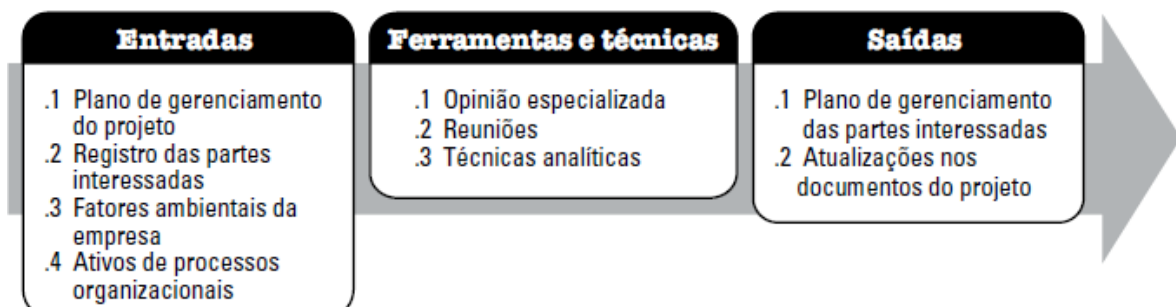 Entradas
.1 Plano de gerenciamento
do projeto
.2 Registro das partes
interessadas
.3 Fatores ambientais da
empresa
.4 Ativos de processos
organizacionais
Ferramentas e técnicas
.1 Opinião especializada
.2 Reuniões
.3 Técnicas analíticas
Saídas
.1 Plano de gerenciamento
das partes interessadas
.2 Atualizações nos
documentos do projeto